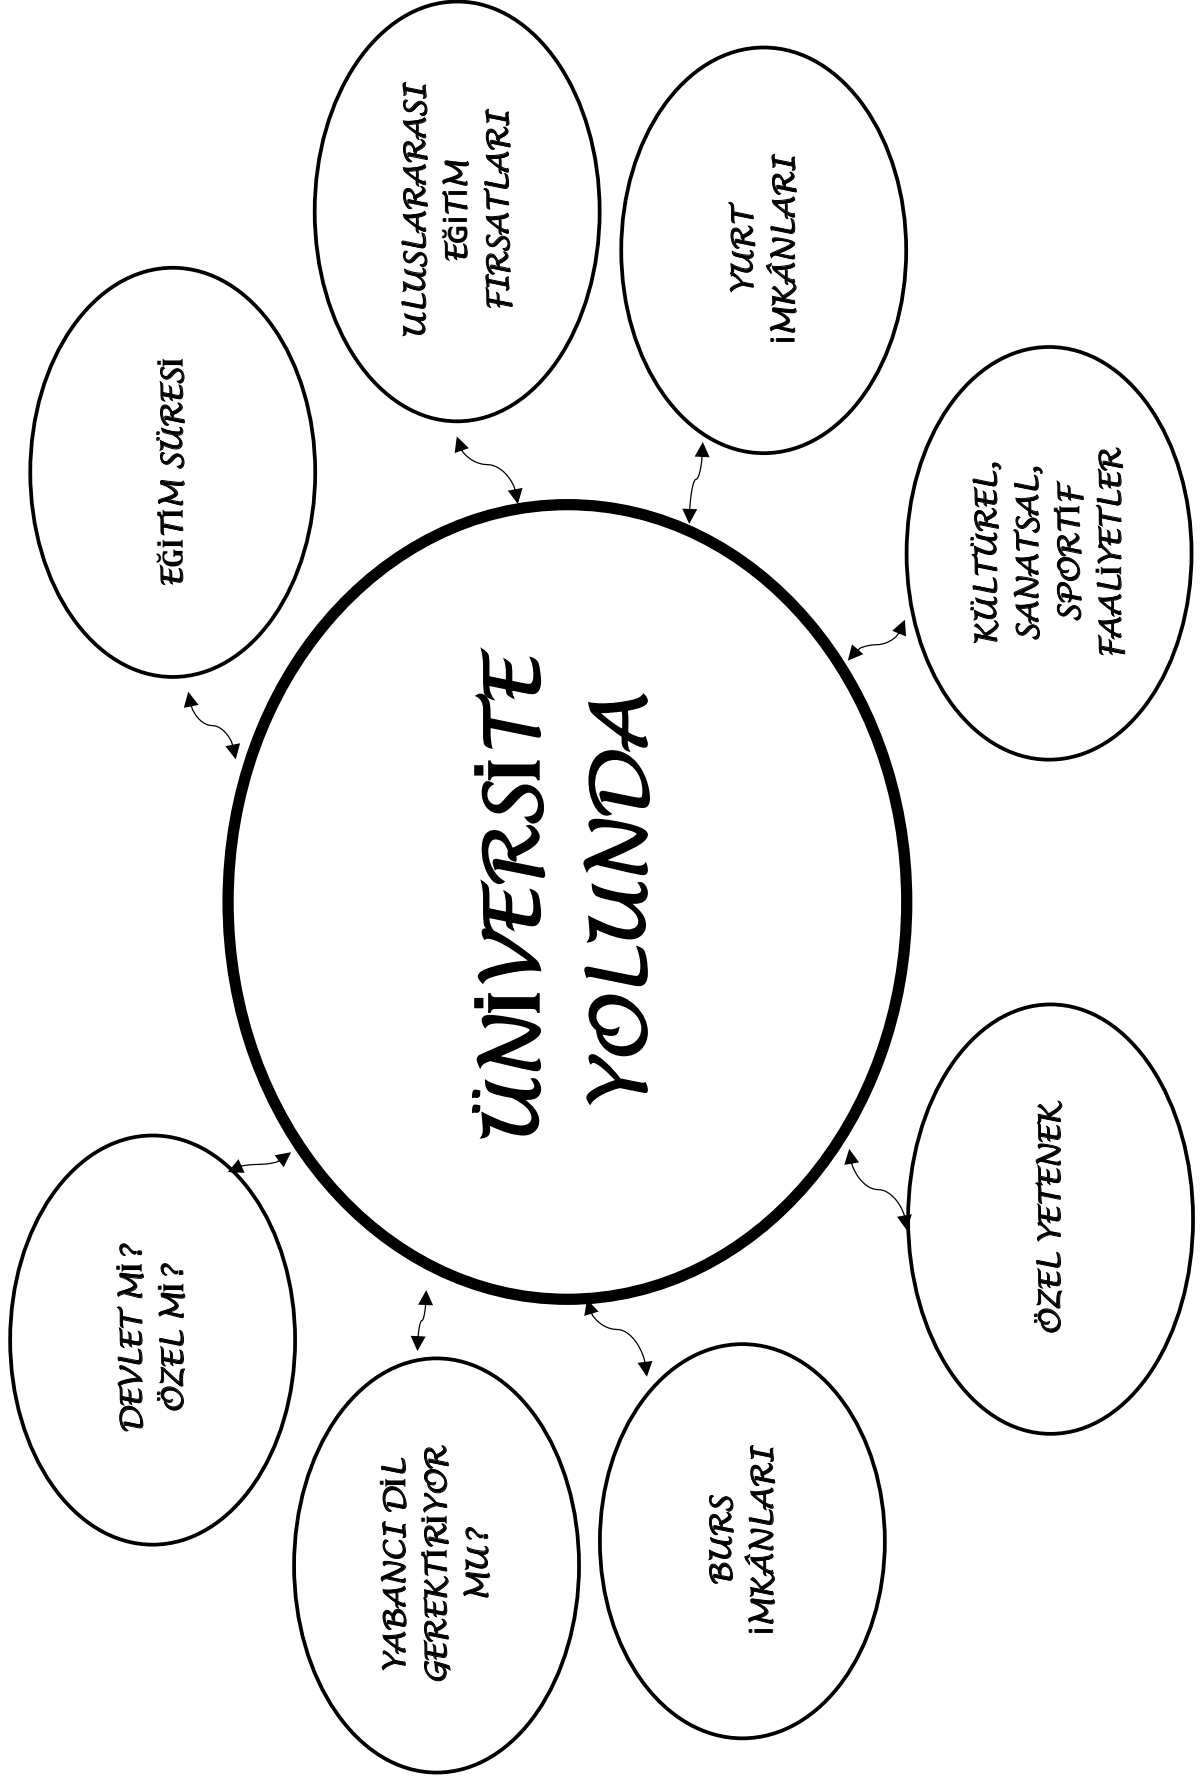 DEVLET Mİ?
ÖZEL Mİ?
EĞİTİM SÜRESİ
ULUSLARARASI
EĞİTİM
FIRSATLARI
YABANCI DİL
GEREKTİRİYOR
MU?
ÜNİVERSİTE
YOLUNDA
YURT
İMKÂNLARI
BURS
İMKÂNLARI
KÜLTÜREL,
SANATSAL,
SPORTİF
FAALİYETLER
ÖZEL YETENEK